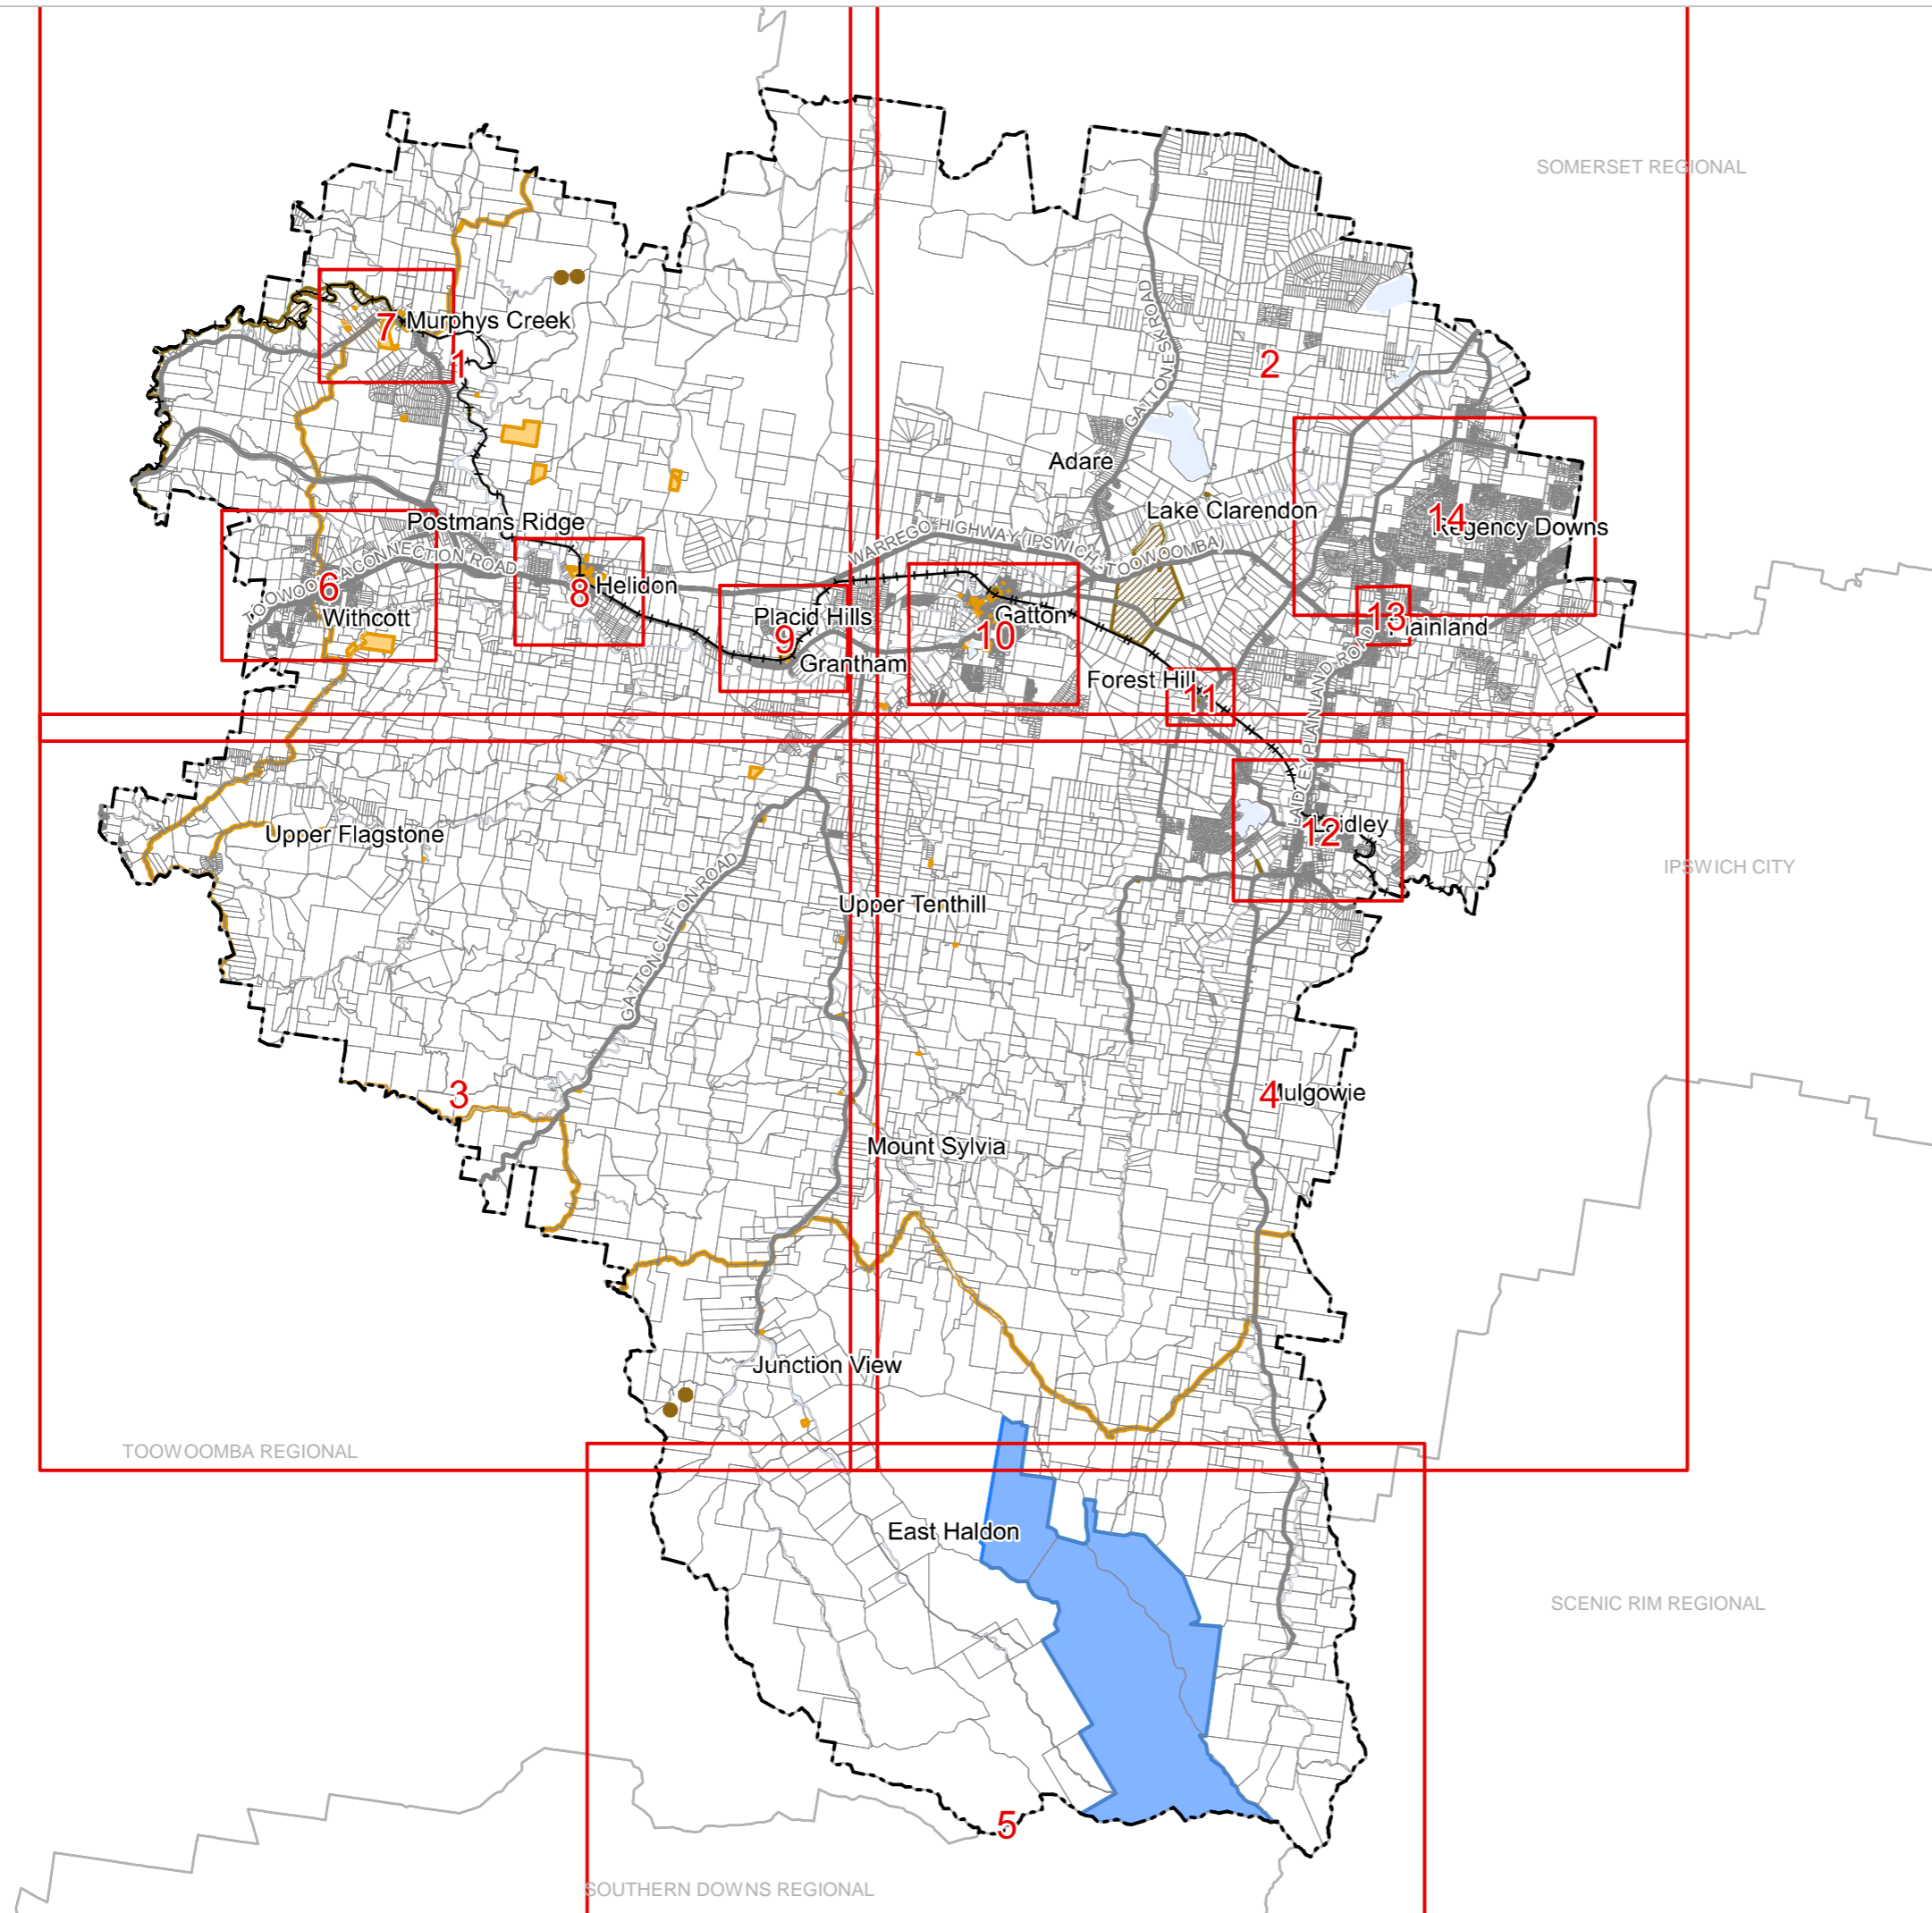 SOMERSET REGIONAL
7
Murphys Creek
1
2
GATTON ESK ROAD
Adare
Lake Clarendon
14
Regency Downs
Postmans Ridge
WARREGO HIGHWAY (IPSWICK - TOOWOOMBA)
TOOWOOMBA CONNECTION ROAD
6
Withcott
8
Helidon
Placid Hills
9
Grantham
Gatton
10
13
Plainland
Forest Hill
11
LAIDLEY PLAINLAND ROAD
12
Laidley
Upper Flagstone
IPSWICH CITY
GATTON CLIFTON ROAD
Upper Tenthill
3
4
Mulgowie
Mount Sylvia
Junction View
TOOWOOMBA REGIONAL
East Haldon
SCENIC RIM REGIONAL
5
SOUTHERN DOWNS REGIONAL